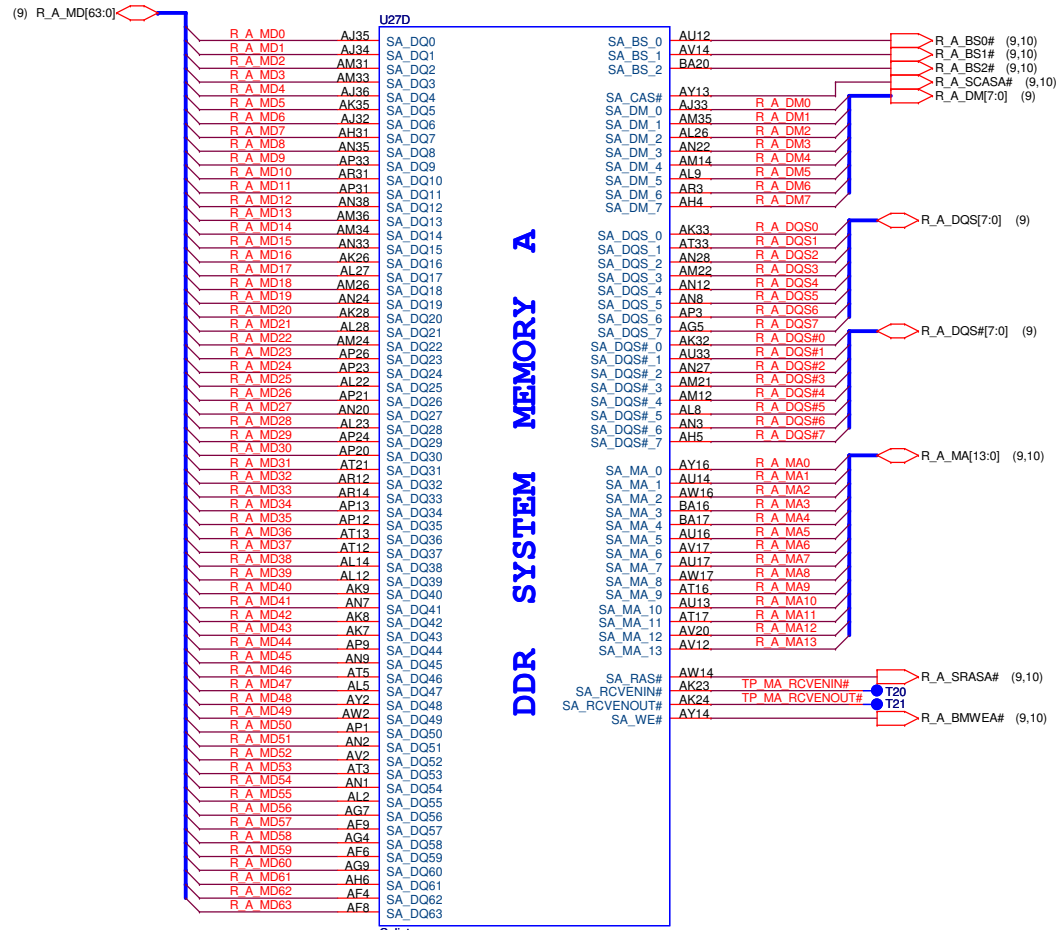 (9) R_A_MD[63:0]
U27D
R_A_MD0 AJ35 SA_DQ0
R_A_MD1 AJ34 SA_DQ1
R_A_MD2 AM31 SA_DQ2
R_A_MD3 AM33 SA_DQ3
R_A_MD4 AJ36 SA_DQ4
R_A_MD5 AK35 SA_DQ5
R_A_MD6 AJ32 SA_DQ6
R_A_MD7 AH31 SA_DQ7
R_A_MD8 AN35 SA_DQ8
R_A_MD9 AP33 SA_DQ9
R_A_MD10 AR31 SA_DQ10
R_A_MD11 AP31 SA_DQ11
R_A_MD12 AN38 SA_DQ12
R_A_MD13 AM36 SA_DQ13
R_A_MD14 AM34 SA_DQ14
R_A_MD15 AN33 SA_DQ15
R_A_MD16 AK26 SA_DQ16
R_A_MD17 AL27 SA_DQ17
R_A_MD18 AM26 SA_DQ18
R_A_MD19 AN24 SA_DQ19
R_A_MD20 AK28 SA_DQ20
R_A_MD21 AL28 SA_DQ21
R_A_MD22 AM24 SA_DQ22
R_A_MD23 AP26 SA_DQ23
R_A_MD24 AP23 SA_DQ24
R_A_MD25 AL22 SA_DQ25
R_A_MD26 AP21 SA_DQ26
R_A_MD27 AN20 SA_DQ27
R_A_MD28 AL23 SA_DQ28
R_A_MD29 AP24 SA_DQ29
R_A_MD30 AP20 SA_DQ30
R_A_MD31 AT21 SA_DQ31
R_A_MD32 AR12 SA_DQ32
R_A_MD33 AR14 SA_DQ33
R_A_MD34 AP13 SA_DQ34
R_A_MD35 AP12 SA_DQ35
R_A_MD36 AT13 SA_DQ36
R_A_MD37 AT12 SA_DQ37
R_A_MD38 AL14 SA_DQ38
R_A_MD39 AL12 SA_DQ39
R_A_MD40 AK9 SA_DQ40
R_A_MD41 AN7 SA_DQ41
R_A_MD42 AK8 SA_DQ42
R_A_MD43 AK7 SA_DQ43
R_A_MD44 AP9 SA_DQ44
R_A_MD45 AN9 SA_DQ45
R_A_MD46 AT5 SA_DQ46
R_A_MD47 AL5 SA_DQ47
R_A_MD48 AY2 SA_DQ48
R_A_MD49 AW2 SA_DQ49
R_A_MD50 AP1 SA_DQ50
R_A_MD51 AN2 SA_DQ51
R_A_MD52 AV2 SA_DQ52
R_A_MD53 AT3 SA_DQ53
R_A_MD54 AN1 SA_DQ54
R_A_MD55 AL2 SA_DQ55
R_A_MD56 AG7 SA_DQ56
R_A_MD57 AF9 SA_DQ57
R_A_MD58 AG4 SA_DQ58
R_A_MD59 AF6 SA_DQ59
R_A_MD60 AG9 SA_DQ60
R_A_MD61 AH6 SA_DQ61
R_A_MD62 AF4 SA_DQ62
R_A_MD63 AF8 SA_DQ63
DDR SYSTEM MEMORY A
SA_BS_0 AU12 R_A_BS0# (9,10)
SA_BS_1 AV14 R_A_BS1# (9,10)
SA_BS_2 BA20 R_A_BS2# (9,10)
SA_CAS# AY13 R_A_SCASA# (9,10)
R_A_DM[7:0] (9)
SA_DM_0 AJ33 R_A_DM0
SA_DM_1 AM35 R_A_DM1
SA_DM_2 AL26 R_A_DM2
SA_DM_3 AN22 R_A_DM3
SA_DM_4 AM14 R_A_DM4
SA_DM_5 AL9 R_A_DM5
SA_DM_6 AR3 R_A_DM6
SA_DM_7 AH4 R_A_DM7
R_A_DQS[7:0] (9)
SA_DQS_0 AK33 R_A_DQS0
SA_DQS_1 AT33 R_A_DQS1
SA_DQS_2 AN28 R_A_DQS2
SA_DQS_3 AM22 R_A_DQS3
SA_DQS_4 AN12 R_A_DQS4
SA_DQS_5 AN8 R_A_DQS5
SA_DQS_6 AP3 R_A_DQS6
SA_DQS_7 AG5 R_A_DQS7
R_A_DQS#[7:0] (9)
SA_DQS#_0 AK32 R_A_DQS#0
SA_DQS#_1 AU33 R_A_DQS#1
SA_DQS#_2 AN27 R_A_DQS#2
SA_DQS#_3 AM21 R_A_DQS#3
SA_DQS#_4 AM12 R_A_DQS#4
SA_DQS#_5 AL8 R_A_DQS#5
SA_DQS#_6 AN3 R_A_DQS#6
SA_DQS#_7 AH5 R_A_DQS#7
R_A_MA[13:0] (9,10)
SA_MA_0 AY16 R_A_MA0
SA_MA_1 AU14 R_A_MA1
SA_MA_2 AW16 R_A_MA2
SA_MA_3 BA16 R_A_MA3
SA_MA_4 BA17 R_A_MA4
SA_MA_5 AU16 R_A_MA5
SA_MA_6 AV17 R_A_MA6
SA_MA_7 AU17 R_A_MA7
SA_MA_8 AW17 R_A_MA8
SA_MA_9 AT16 R_A_MA9
SA_MA_10 AU13 R_A_MA10
SA_MA_11 AT17 R_A_MA11
SA_MA_12 AV20 R_A_MA12
SA_MA_13 AV12 R_A_MA13
SA_RAS# AW14 R_A_SRASA# (9,10)
SA_RCVENIN# AK23 TP_MA_RCVENIN# T20
SA_RCVENOUT# AK24 TP_MA_RCVENOUT# T21
SA_WE# AY14 R_A_BMWEA# (9,10)